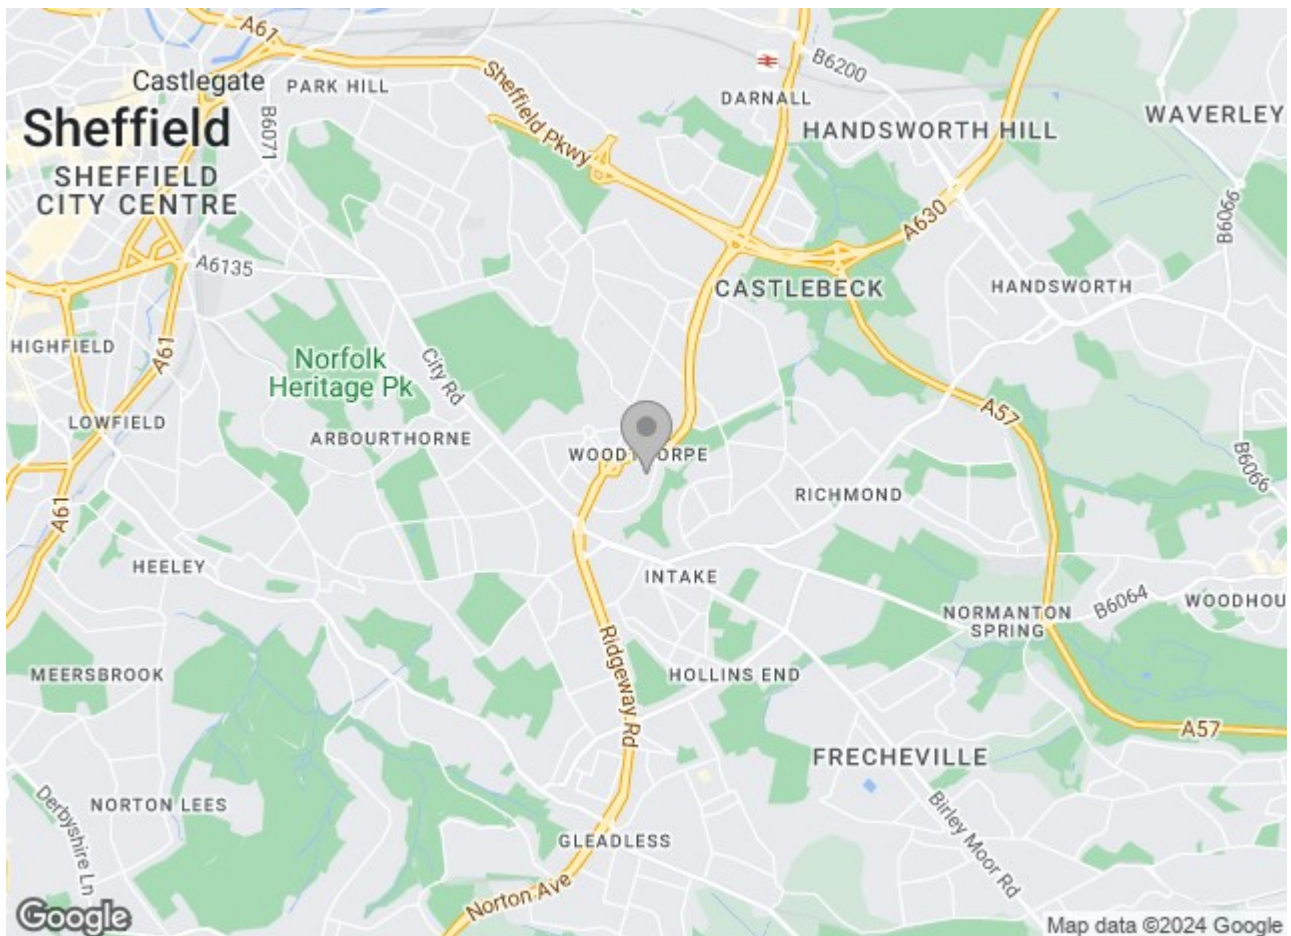 A61
Castlegate
PARK HILL
B6071
Sheffield
SHEFFIELD
CITY CENTRE
Sheffield Pkwy
B6200
DARNALL
HANDSWORTH HILL
WAVERLEY
B6066
A630
A6135
CASTLEBECK
HANDSWORTH
HIGHFIELD
A61
Norfolk
Heritage Pk
City Rd
LOWFIELD
ARBOURTHORNE
A57
B6066
RICHMOND
A61
HEELEY
INTAKE
NORMANTON
SPRING
B6064
WOODHOU
MEERSBROOK
Ridgeway Rd
HOLLINS END
A57
FRECHEVILLE
Derbyshire Ln
NORTON LEES
Birley Moor Rd
GLEADLESS
Norton Ave
Google
Map data ©2024 Google